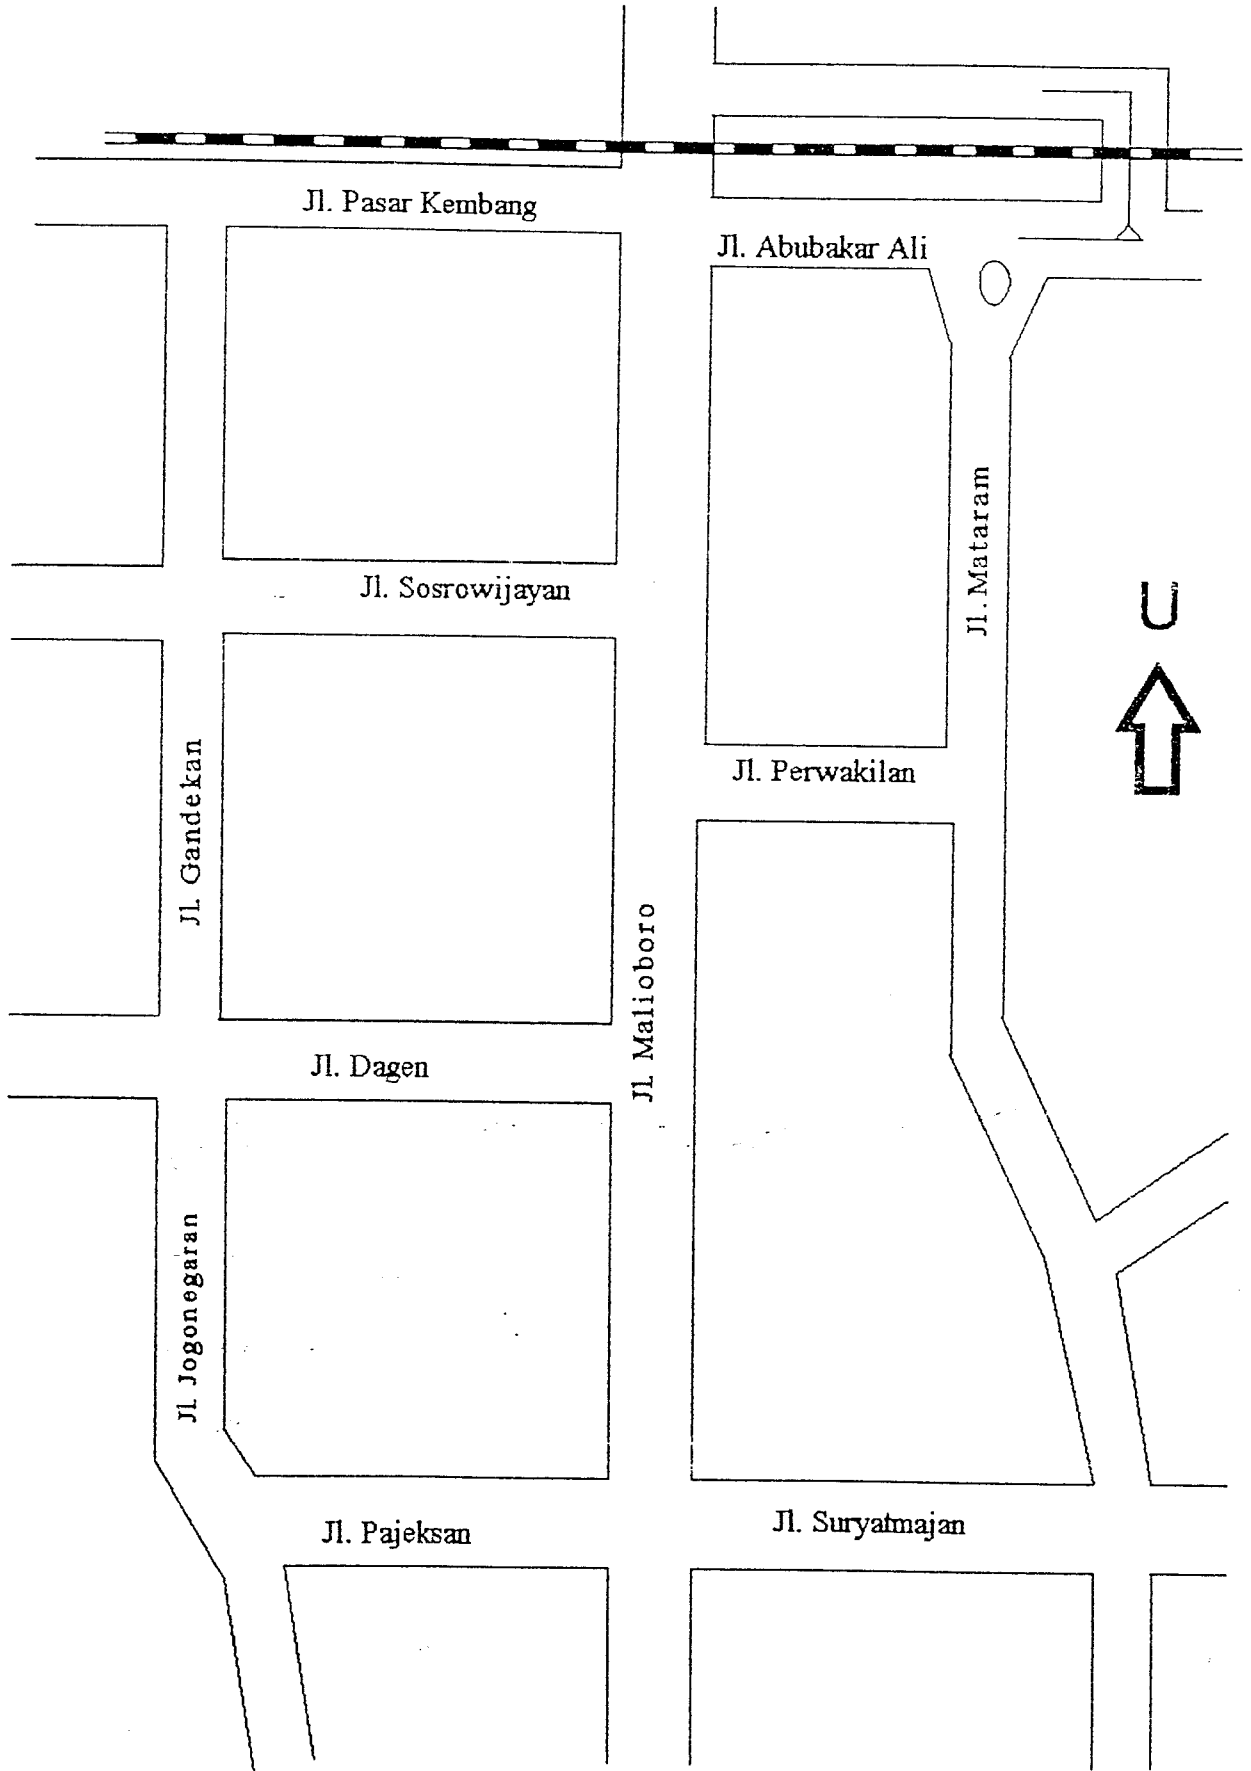 Jl. Pasar Kembang
Jl. Abubakar Ali
Jl. Mataram
Jl. Sosrowijayan
U
Jl. Perwakilan
Jl. Gandekan
Jl. Malioboro
Jl. Dagen
Jl. Jogonegaran
Jl. Pajeksan
Jl. Suryatmajan